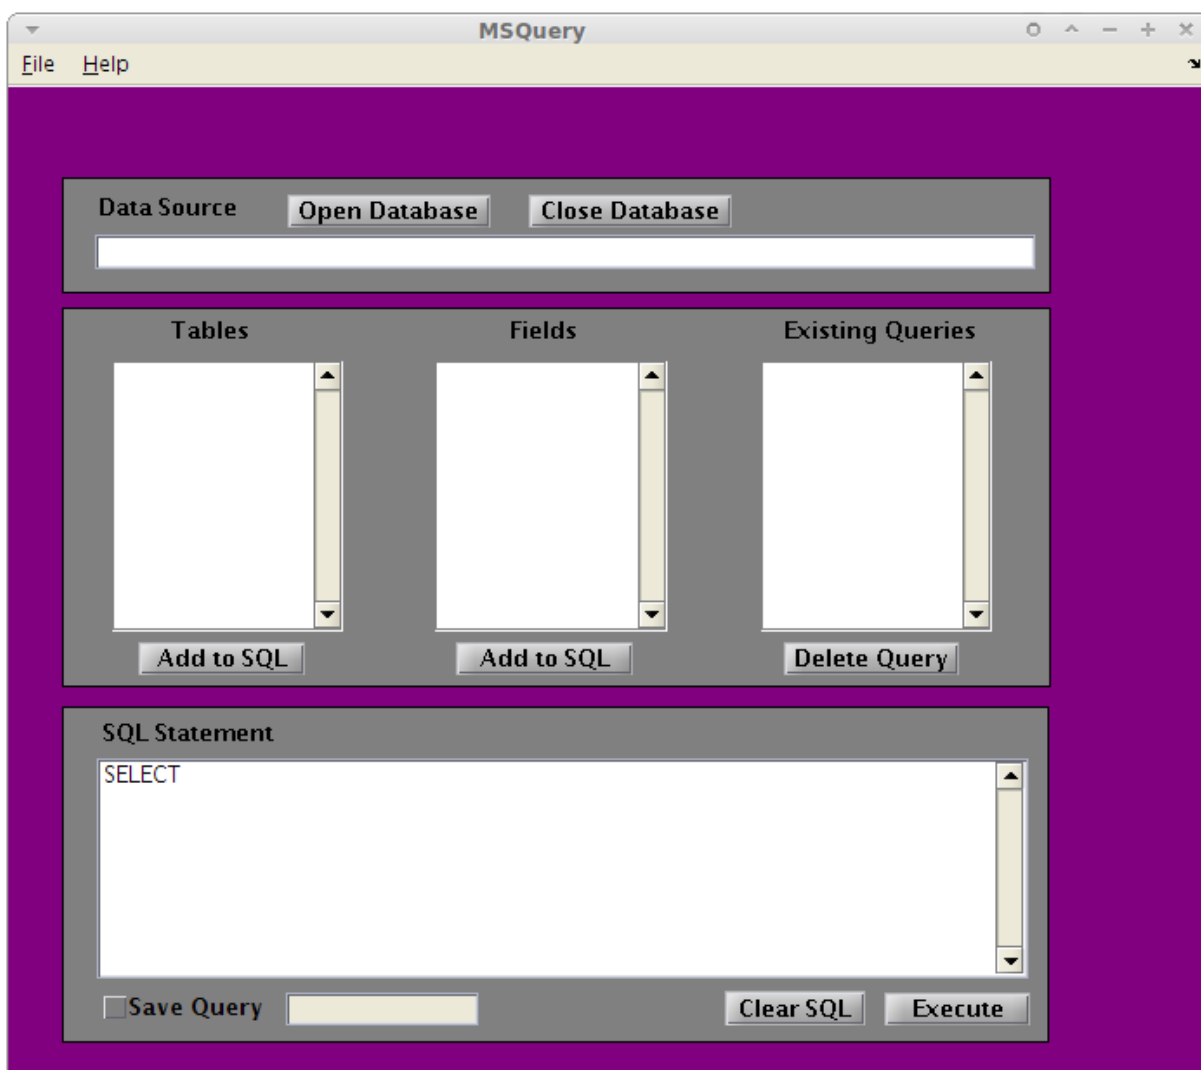 MSQuery
File Help
Data Source Open Database Close Database
Tables Fields Existing Queries
Add to SQL Add to SQL Delete Query
SQL Statement
SELECT
Save Query Clear SQL Execute